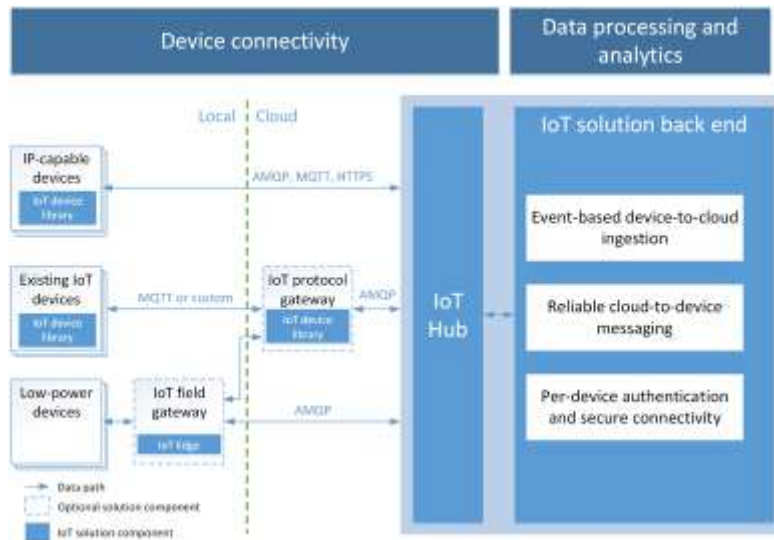 Device connectivity
Data processing and
analytics
Local
Cloud
IoT solution back end
IP-capable
devices
IoT device
library
AMQP, MQTT, HTTPS
Event-based device-to-cloud
ingestion
Existing IoT
devices
IoT device
library
MQTT or custom
IoT protocol
gateway
IoT device
library
AMQP
IoT
Hub
Reliable cloud-to-device
messaging
Low-power
devices
IoT field
gateway
IoT Edge
AMQP
Per-device authentication
and secure connectivity
Data path
Optional solution component
IoT solution component